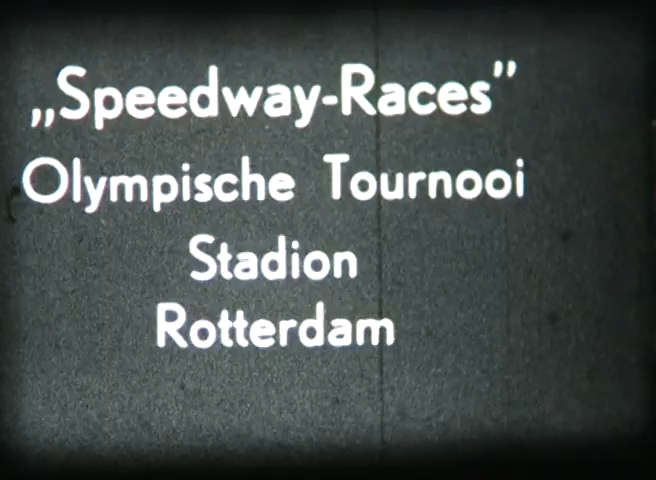 „Speedway-Races”
Olympische Tournooi
Stadion
Rotterdam